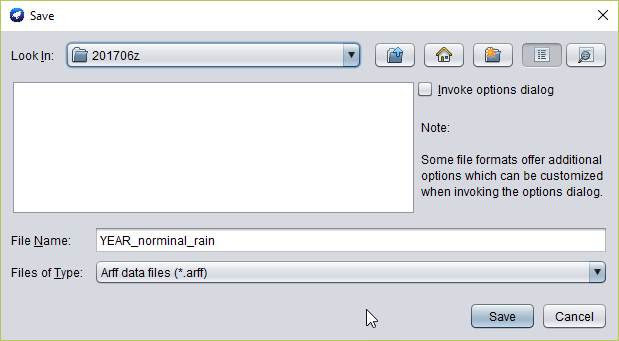 Save
Look In: 201706z
Invoke options dialog
Note:
Some file formats offer additional
options which can be customized
when invoking the options dialog.
File Name: YEAR_norminal_rain
Files of Type: Arff data files (*.arff)
Save Cancel